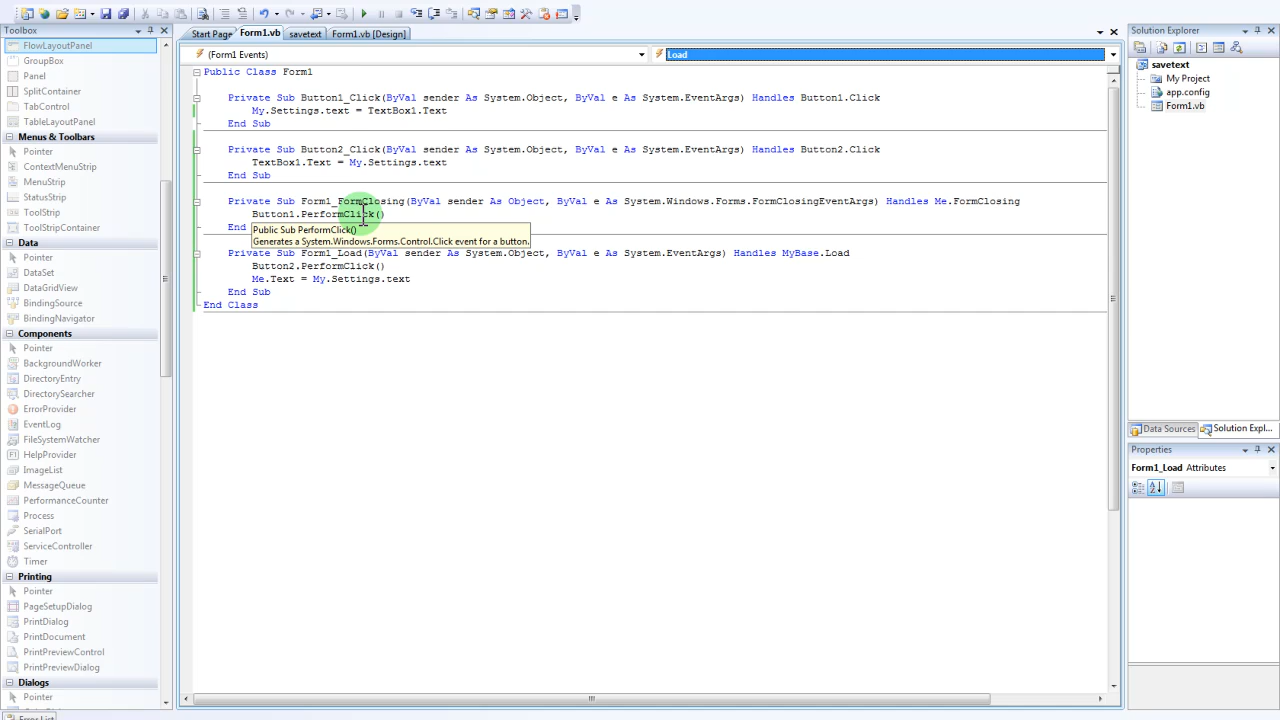 Toolbox
FlowLayoutPanel
GroupBox
Panel
SplitContainer
TabControl
TableLayoutPanel
Menus & Toolbars
Pointer
ContextMenuStrip
MenuStrip
StatusStrip
ToolStrip
ToolStripContainer
Data
Pointer
DataSet
DataGridView
BindingSource
BindingNavigator
Components
Pointer
BackgroundWorker
DirectoryEntry
DirectorySearcher
ErrorProvider
EventLog
FileSystemWatcher
HelpProvider
ImageList
MessageQueue
PerformanceCounter
Process
SerialPort
ServiceController
Timer
Printing
Pointer
PageSetupDialog
PrintDialog
PrintDocument
PrintPreviewControl
PrintPreviewDialog
Dialogs
Pointer
Error List
Start Page Form1.vb savetext Form1.vb [Design]
(Form1 Events) Load
Public Class Form1
Private Sub Button1_Click(ByVal sender As System.Object, ByVal e As System.EventArgs) Handles Button1.Click
My.Settings.text = TextBox1.Text
End Sub
Private Sub Button2_Click(ByVal sender As System.Object, ByVal e As System.EventArgs) Handles Button2.Click
TextBox1.Text = My.Settings.text
End Sub
Private Sub Form1_FormClosing(ByVal sender As Object, ByVal e As System.Windows.Forms.FormClosingEventArgs) Handles Me.FormClosing
Button1.PerformClick()
End
Public Sub PerformClick()
Generates a System.Windows.Forms.Control.Click event for a button.
Private Sub Form1_Load(ByVal sender As System.Object, ByVal e As System.EventArgs) Handles MyBase.Load
Button2.PerformClick()
Me.Text = My.Settings.text
End Sub
End Class
Solution Explorer
savetext
My Project
app.config
Form1.vb
Data Sources Solution Expl...
Properties
Form1_Load Attributes